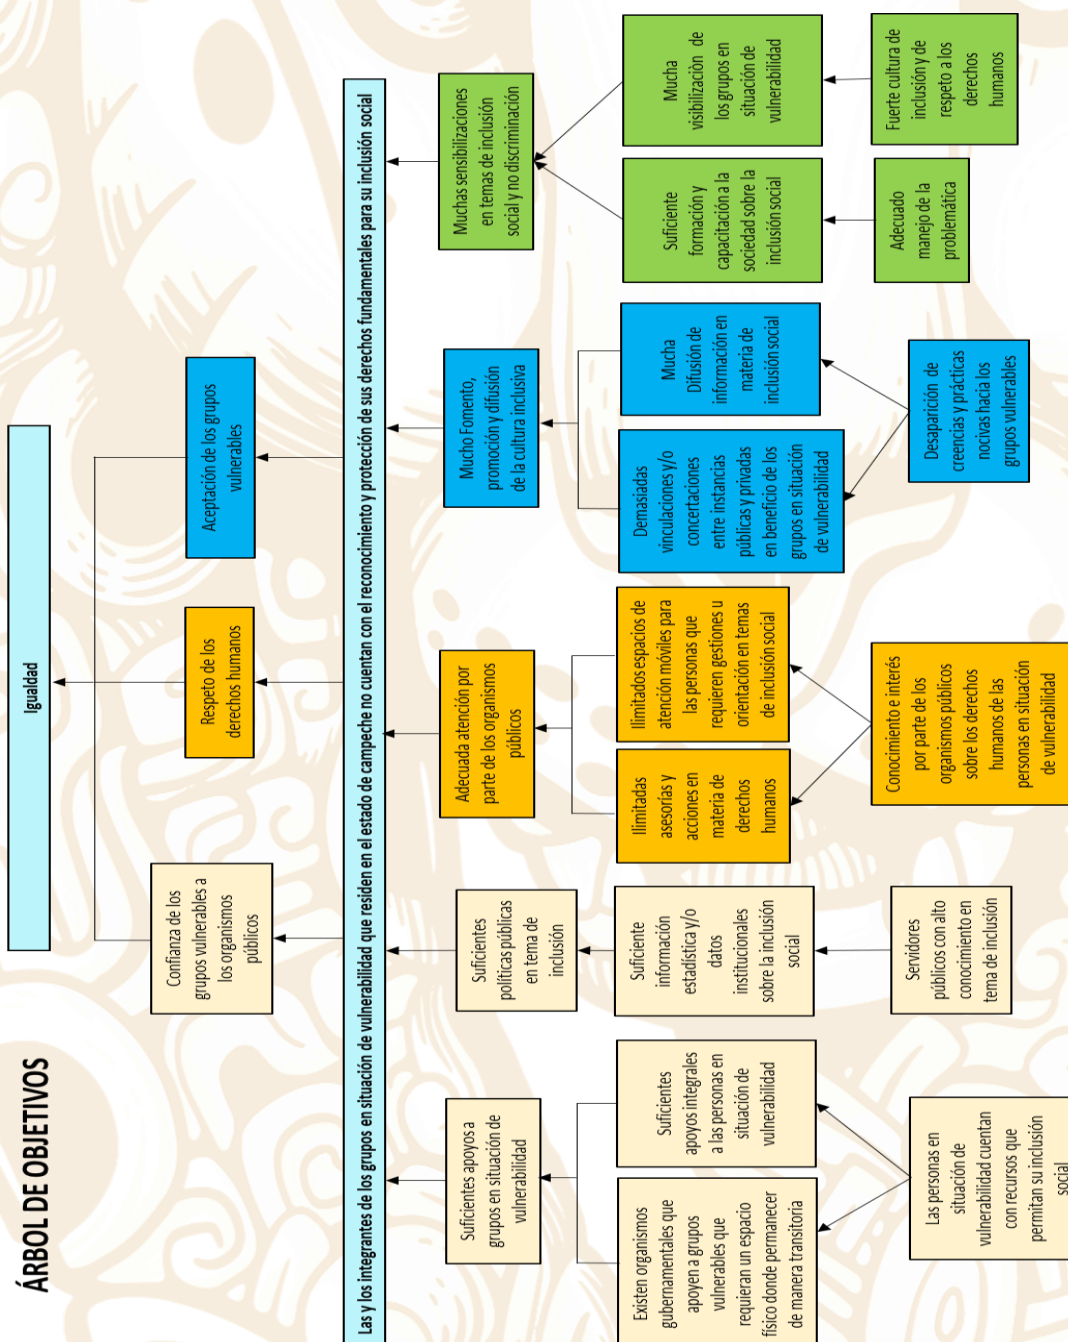 ÁRBOL DE OBJETIVOS
Igualdad
Confianza de los
grupos vulnerables a
los organismos
públicos
Respeto de los
derechos humanos
Aceptación de los grupos
vulnerables
Las y los integrantes de los grupos en situación de vulnerabilidad que residen en el estado de campeche no cuentan con el reconocimiento y protección de sus derechos fundamentales para su inclusión social
Suficientes apoyos a
grupos en situación de
vulnerabilidad
Suficientes
políticas públicas
en tema de
inclusión
Adecuada atención por
parte de los organismos
públicos
Mucho Fomento,
promoción y difusión
de la cultura inclusiva
Muchas sensibilizaciones
en temas de inclusión
social y no discriminación
Existen organismos
gubernamentales que
apoyen a grupos
vulnerables que
requieran un espacio
físico donde permanecer
de manera transitoria
Suficientes
apoyos integrales
a las personas en
situación de
vulnerabilidad
Suficiente
información
estadística y/o
datos
institucionales
sobre la inclusión
social
Ilimitadas
asesorías y
acciones en
materia de
derechos
humanos
Ilimitados espacios de
atención móviles para
las personas que
requieren gestiones u
orientación en temas
de inclusión social
Demasiadas
vinculaciones y/o
concertaciones
entre instancias
públicas y privadas
en beneficio de los
grupos en situación
de vulnerabilidad
Mucha
Difusión de
información en
materia de
inclusión social
Suficiente
formación y
capacitación a la
sociedad sobre la
inclusión social
Mucha
visibilizaciòn de
los grupos en
situación de
vulnerabilidad
Las personas en
situación de
vulnerabilidad cuentan
con recursos que
permitan su inclusión
social
Servidores
públicos con alto
conocimiento en
tema de inclusión
Conocimiento e interés
por parte de los
organismos públicos
sobre los derechos
humanos de las
personas en situación
de vulnerabilidad
Desaparición de
creencias y prácticas
nocivas hacia los
grupos vulnerables
Adecuado
manejo de la
problemática
Fuerte cultura de
inclusión y de
respeto a los
derechos
humanos